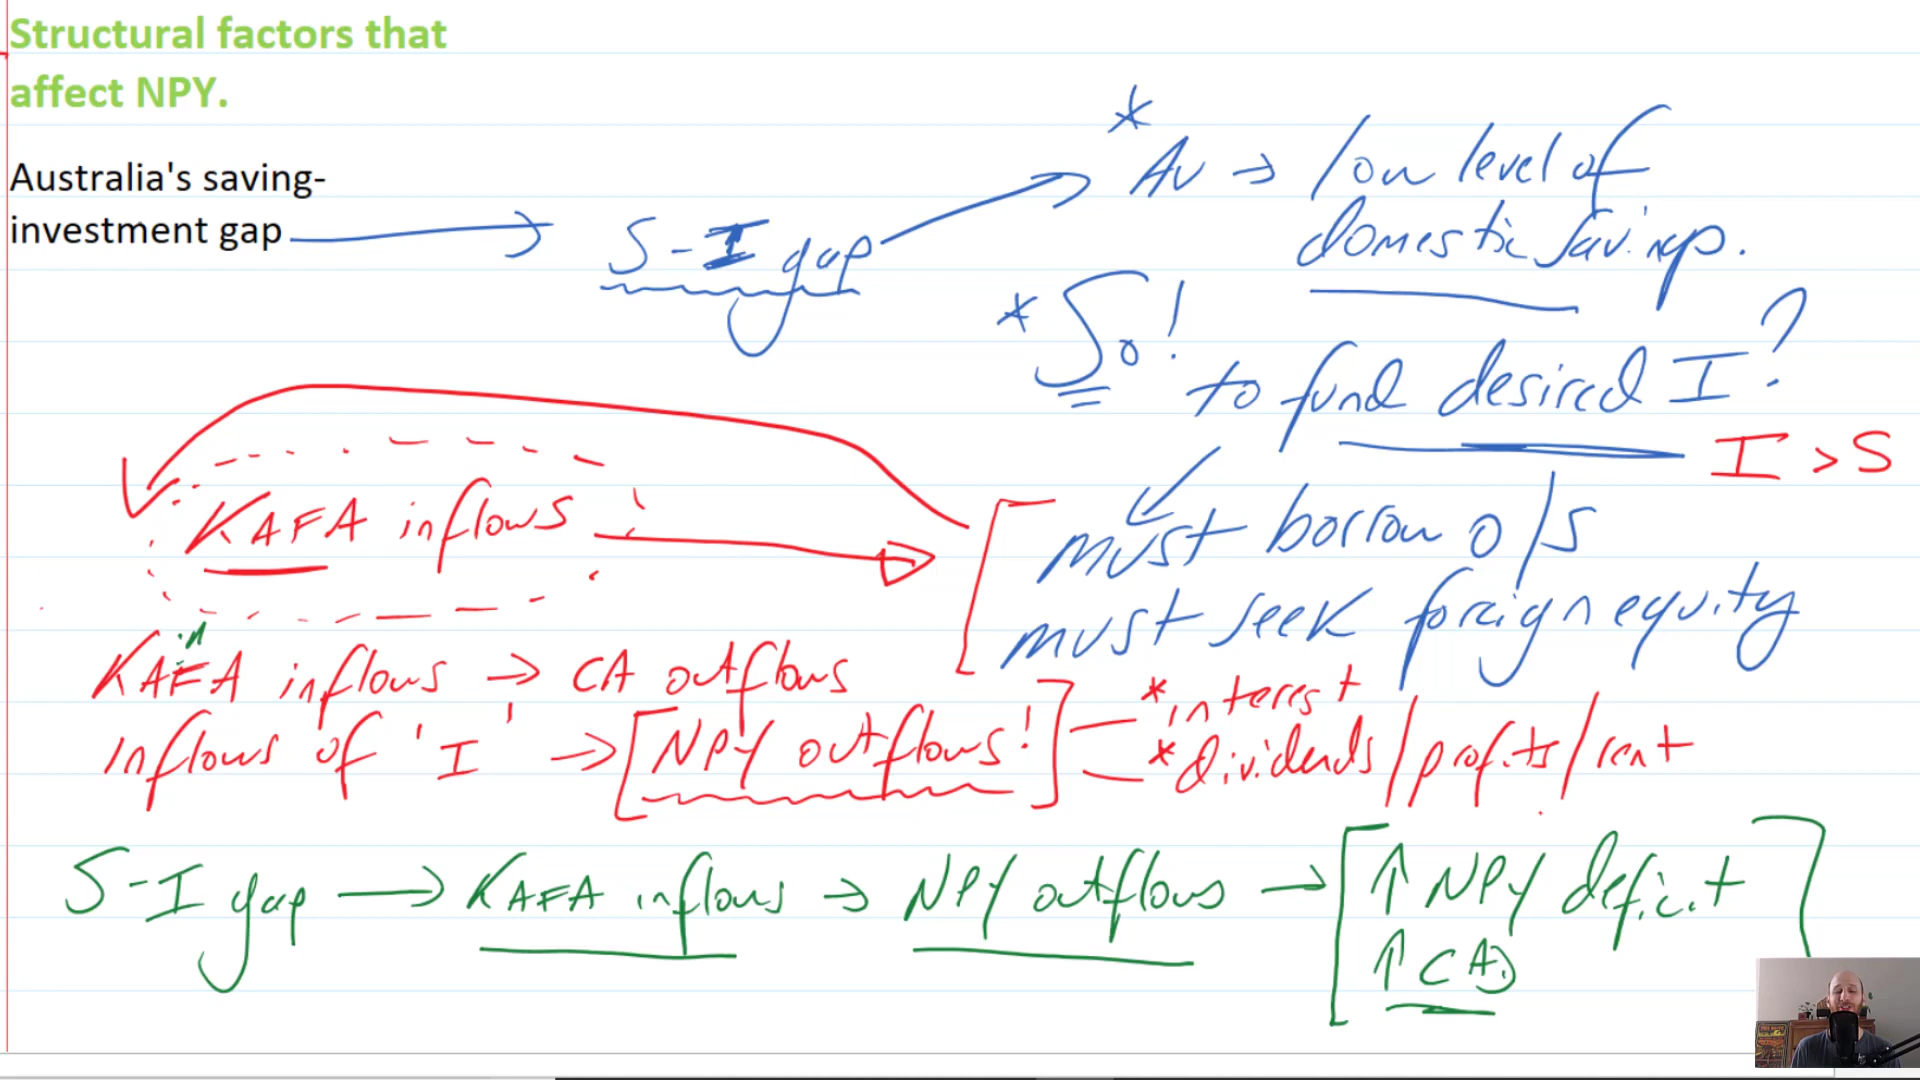 Structural factors that
affect NPY.
Australia's saving-
investment gap
S-I gap
* Au → low level of
domestic savings.
* So!
to fund desired I?
I > S
must borrow o/s
must seek foreign equity
KAFA inflows
in
KAFA inflows → CA outflows
inflows of 'I' → [NPY outflows!]
* interest
* dividends/profits/rent
S-I gap → KAFA inflows → NPY outflows → [↑ NPY deficit
↑ CAD]